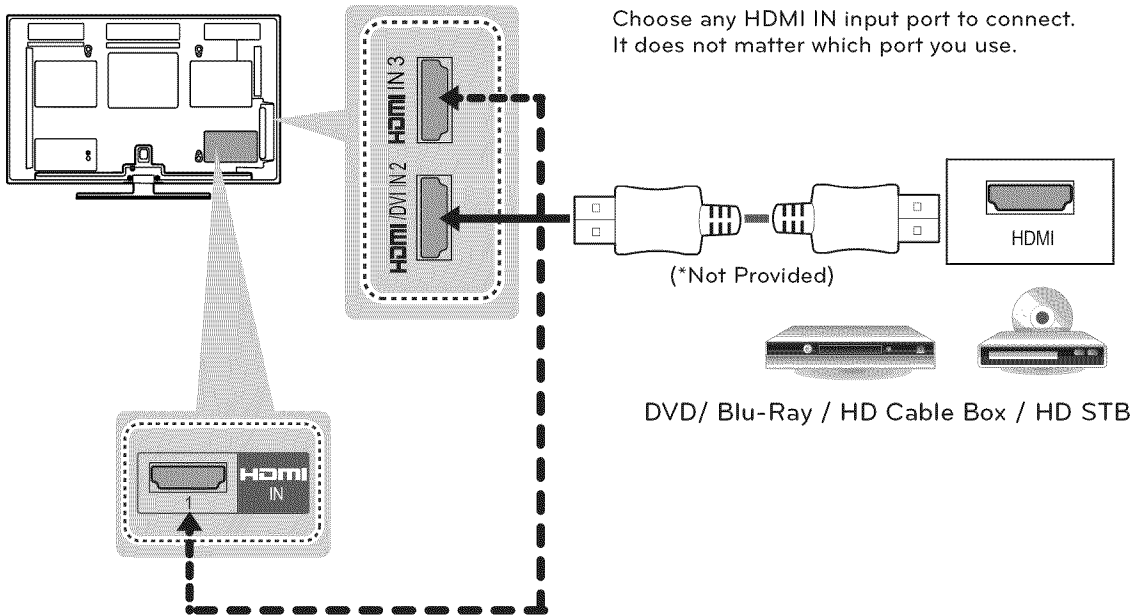 Choose any HDMI IN input port to connect.
It does not matter which port you use.
HDMI IN 3
HDMI /DVI IN 2
(*Not Provided)
HDMI
DVD/ Blu-Ray / HD Cable Box / HD STB
HDMI
IN
1